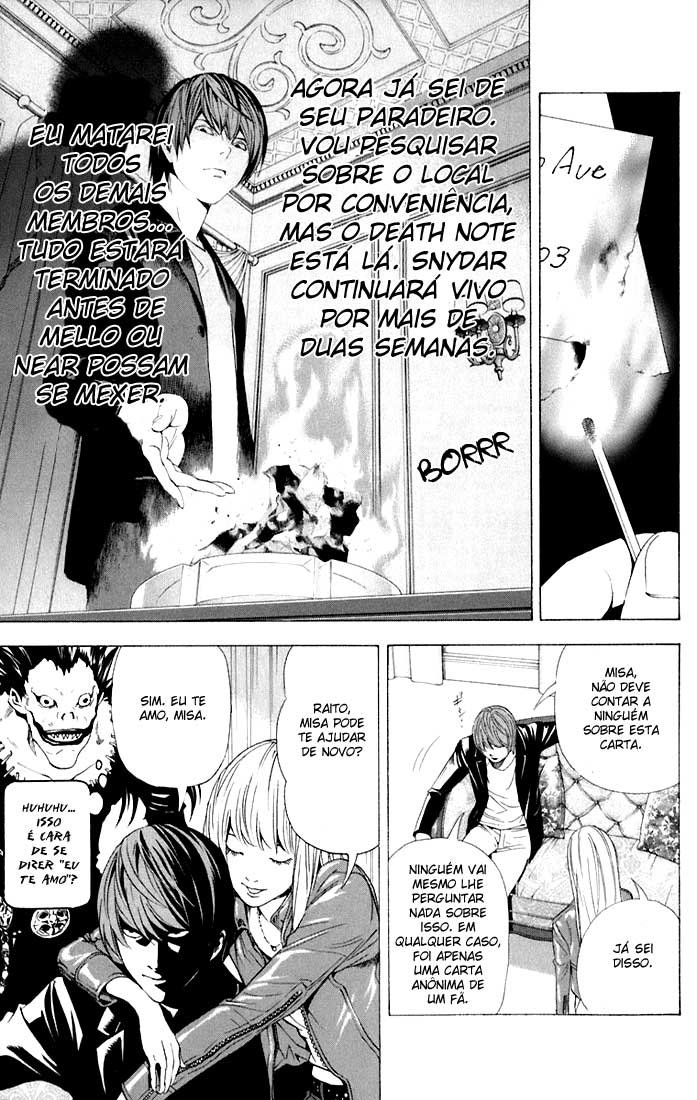 Ave
03
AGORA JÁ SEI DE
SEU PARADEIRO.
VOU PESQUISAR
SOBRE O LOCAL
POR CONVENIÊNCIA,
MAS O DEATH NOTE
ESTÁ LÁ. SNYDAR
CONTINUARÁ VIVO
POR MAIS DE
DUAS SEMANAS.
EU MATAREI
TODOS
OS DEMAIS
MEMBROS...
TUDO ESTARÁ
TERMINADO
ANTES DE
MELLO OU
NEAR POSSAM
SE MEXER.
BORRR
MISA,
NÃO DEVE
CONTAR A
NINGUÉM
SOBRE ESTA
CARTA.
NINGUÉM VAI
MESMO LHE
PERGUNTAR
NADA SOBRE
ISSO. EM
QUALQUER CASO,
FOI APENAS
UMA CARTA
ANÔNIMA DE
UM FÃ.
JÁ SEI
DISSO.
RAITO,
MISA PODE
TE AJUDAR
DE NOVO?
SIM. EU TE
AMO, MISA.
HUHUHU...
ISSO
É CARA
DE SE
DIRER "EU
TE AMO"?